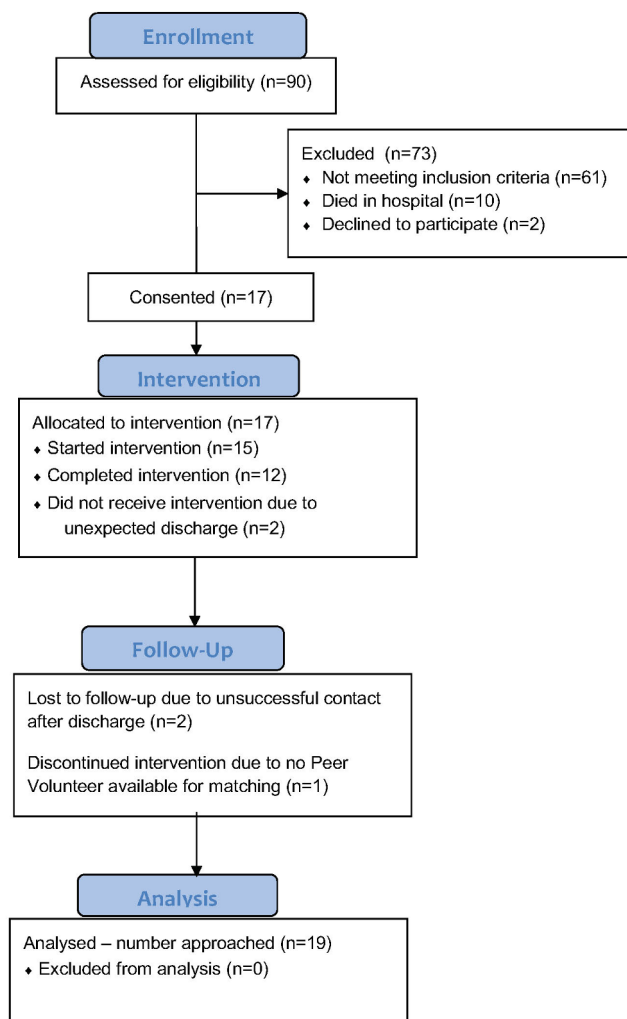 Enrollment
Assessed for eligibility (n=90)
Excluded (n=73)
♦ Not meeting inclusion criteria (n=61)
♦ Died in hospital (n=10)
♦ Declined to participate (n=2)
Consented (n=17)
Intervention
Allocated to intervention (n=17)
♦ Started intervention (n=15)
♦ Completed intervention (n=12)
♦ Did not receive intervention due to
unexpected discharge (n=2)
Follow-Up
Lost to follow-up due to unsuccessful contact
after discharge (n=2)
Discontinued intervention due to no Peer
Volunteer available for matching (n=1)
Analysis
Analysed – number approached (n=19)
♦ Excluded from analysis (n=0)